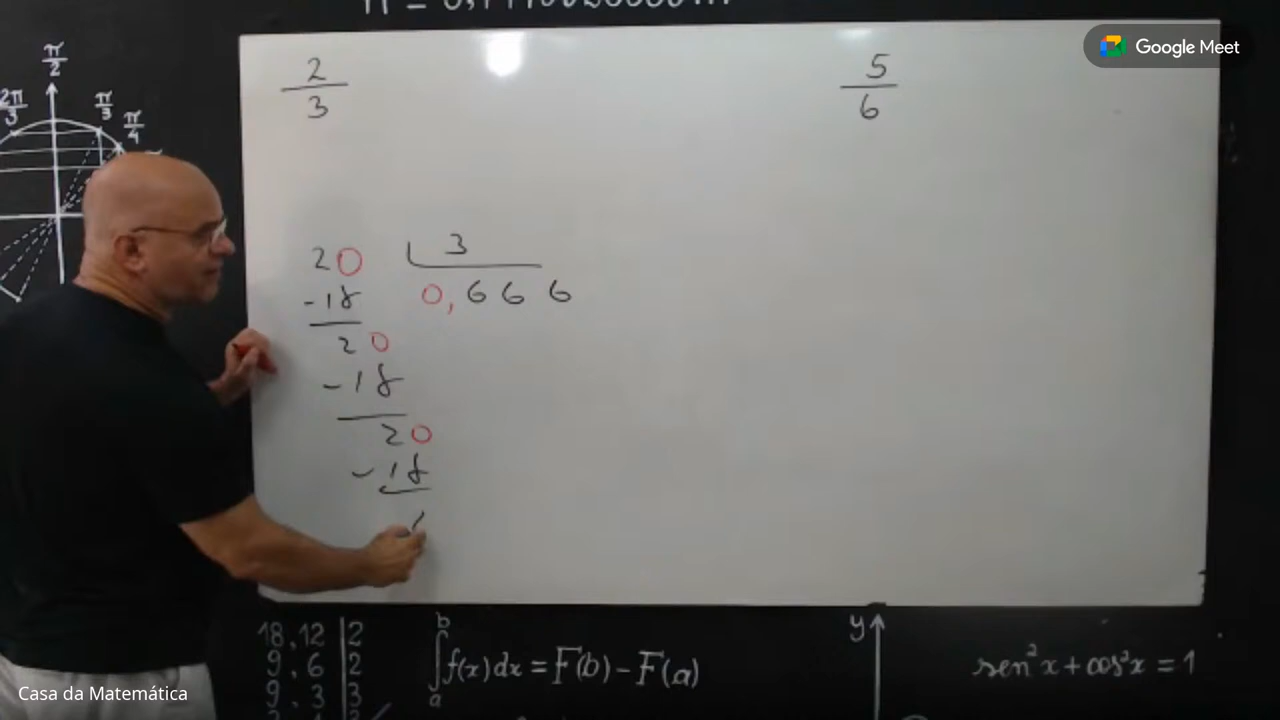 Google Meet
π/2
2π/3
π/3
π/4
2/3
5/6
20 3
-18 0,666
20
-18
20
-18
18.12 | 2
9.6 | 2
9.3 | 3
∫ₐᵇ f(x)dx = F(b) - F(a)
y
sen²x + cos²x = 1
Casa da Matemática